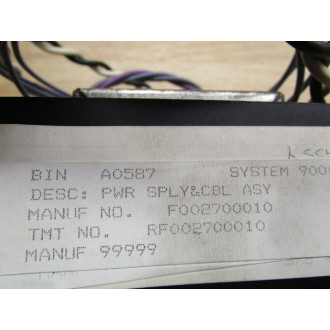 BIN A0587 SYSTEM 900
DESC: PWR SPLY&CBL ASY
MANUF NO. F002700010
TMT NO. RF002700010
MANUF 99999